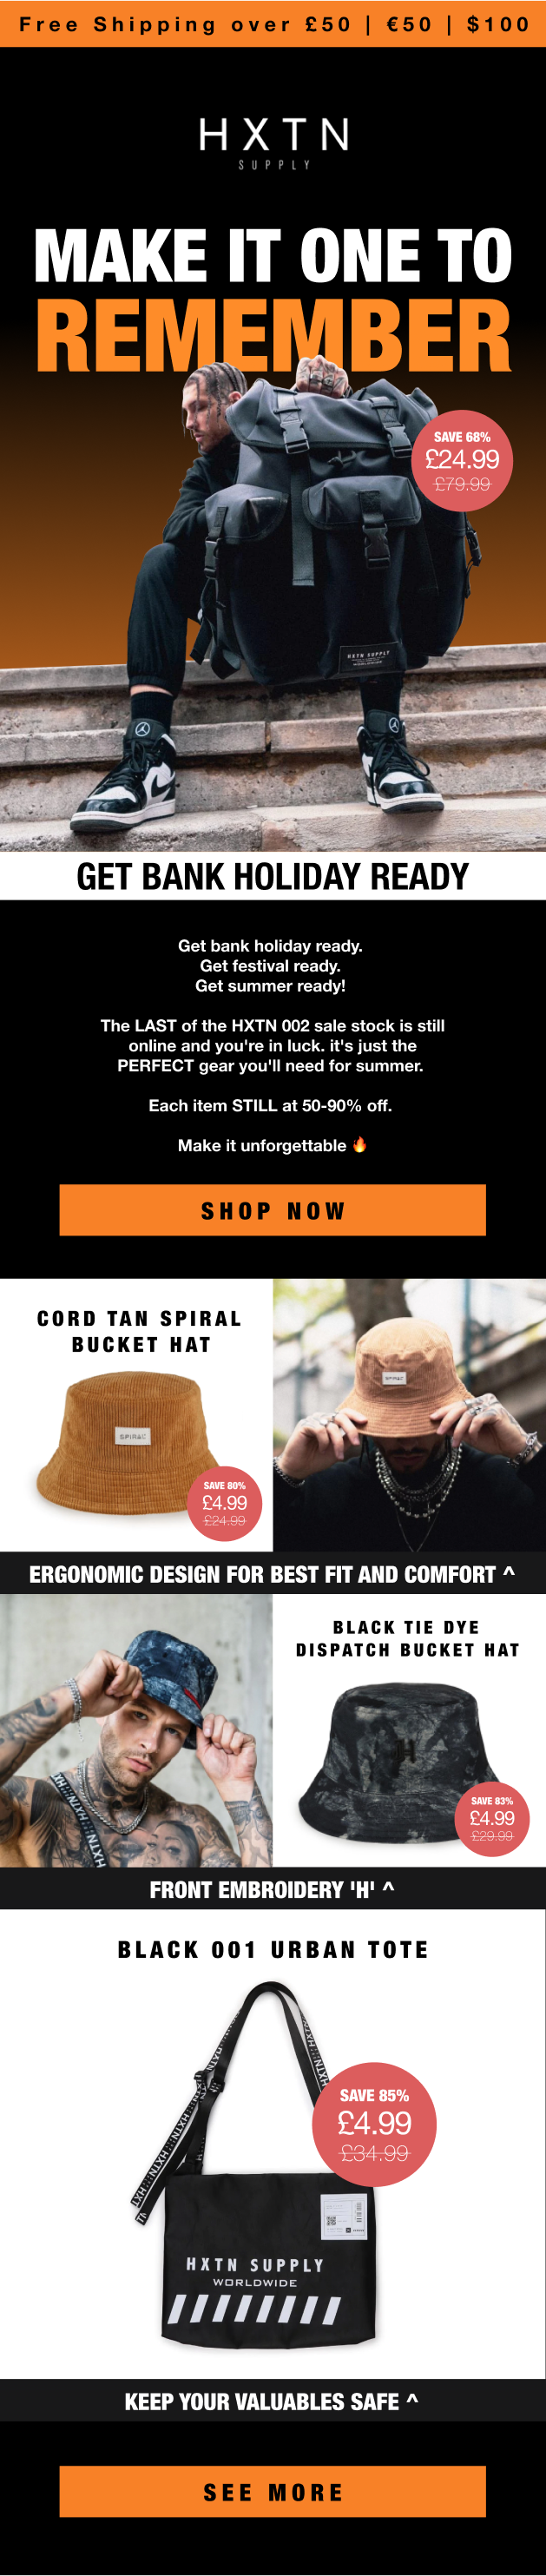 Free Shipping over £50 | €50 | $100
HXTN
SUPPLY
MAKE IT ONE TO
REMEMBER
SAVE 68%
£24.99
£79.99
HXTN SUPPLY
WORLDWIDE
GET BANK HOLIDAY READY
Get bank holiday ready.
Get festival ready.
Get summer ready!
The LAST of the HXTN 002 sale stock is still
online and you're in luck. it's just the
PERFECT gear you'll need for summer.
Each item STILL at 50-90% off.
Make it unforgettable 🔥
SHOP NOW
CORD TAN SPIRAL
BUCKET HAT
SPIRAL
SAVE 80%
£4.99
£24.99
SPIRAL
ERGONOMIC DESIGN FOR BEST FIT AND COMFORT ^
BLACK TIE DYE
DISPATCH BUCKET HAT
H
SAVE 83%
£4.99
£29.99
HXTN
FRONT EMBROIDERY 'H' ^
BLACK 001 URBAN TOTE
HXTN HXTN HXTN
SAVE 85%
£4.99
£34.99
HXTN SUPPLY
WORLDWIDE
KEEP YOUR VALUABLES SAFE ^
SEE MORE